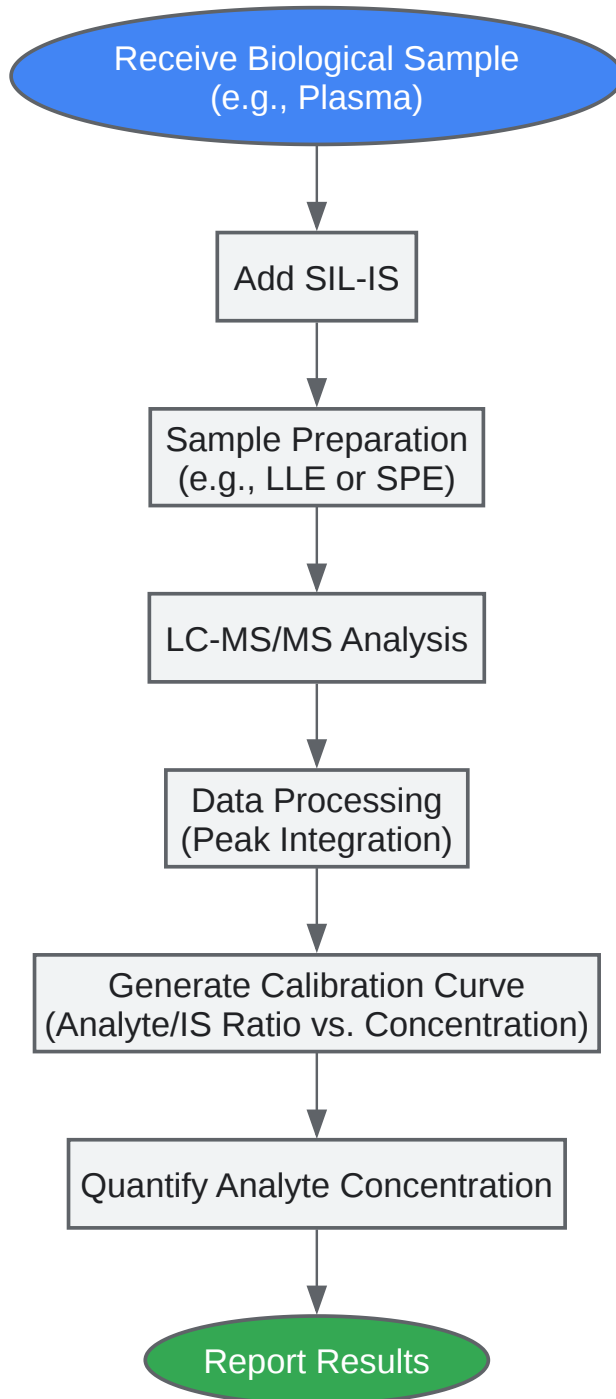 Receive Biological Sample
(e.g., Plasma)
Add SIL-IS
Sample Preparation
(e.g., LLE or SPE)
LC-MS/MS Analysis
Data Processing
(Peak Integration)
Generate Calibration Curve
(Analyte/IS Ratio vs. Concentration)
Quantify Analyte Concentration
Report Results